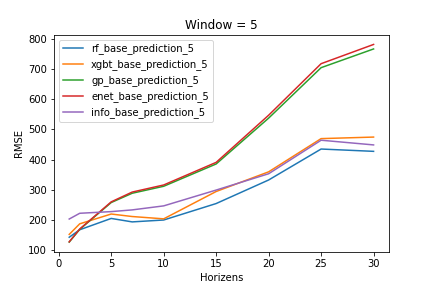 Window = 5
rf_base_prediction_5
xgbt_base_prediction_5
gp_base_prediction_5
enet_base_prediction_5
info_base_prediction_5
RMSE
800
700
600
500
400
300
200
100
0 5 10 15 20 25 30
Horizens